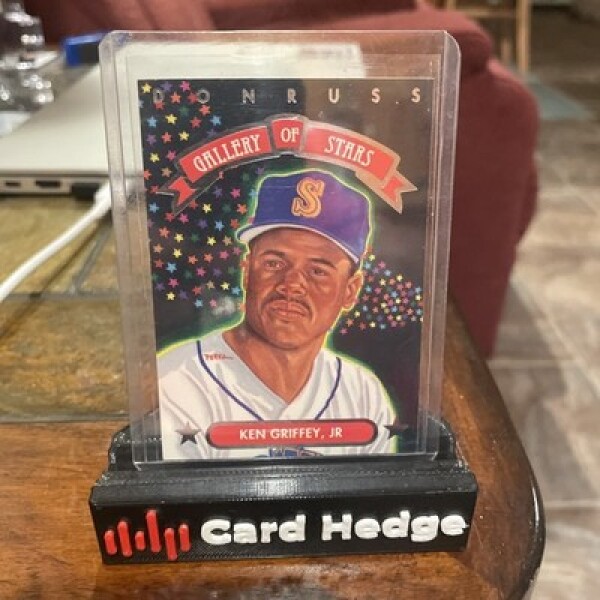 DONRUSS
GALLERY OF STARS
S
KEN GRIFFEY, JR
Card Hedge